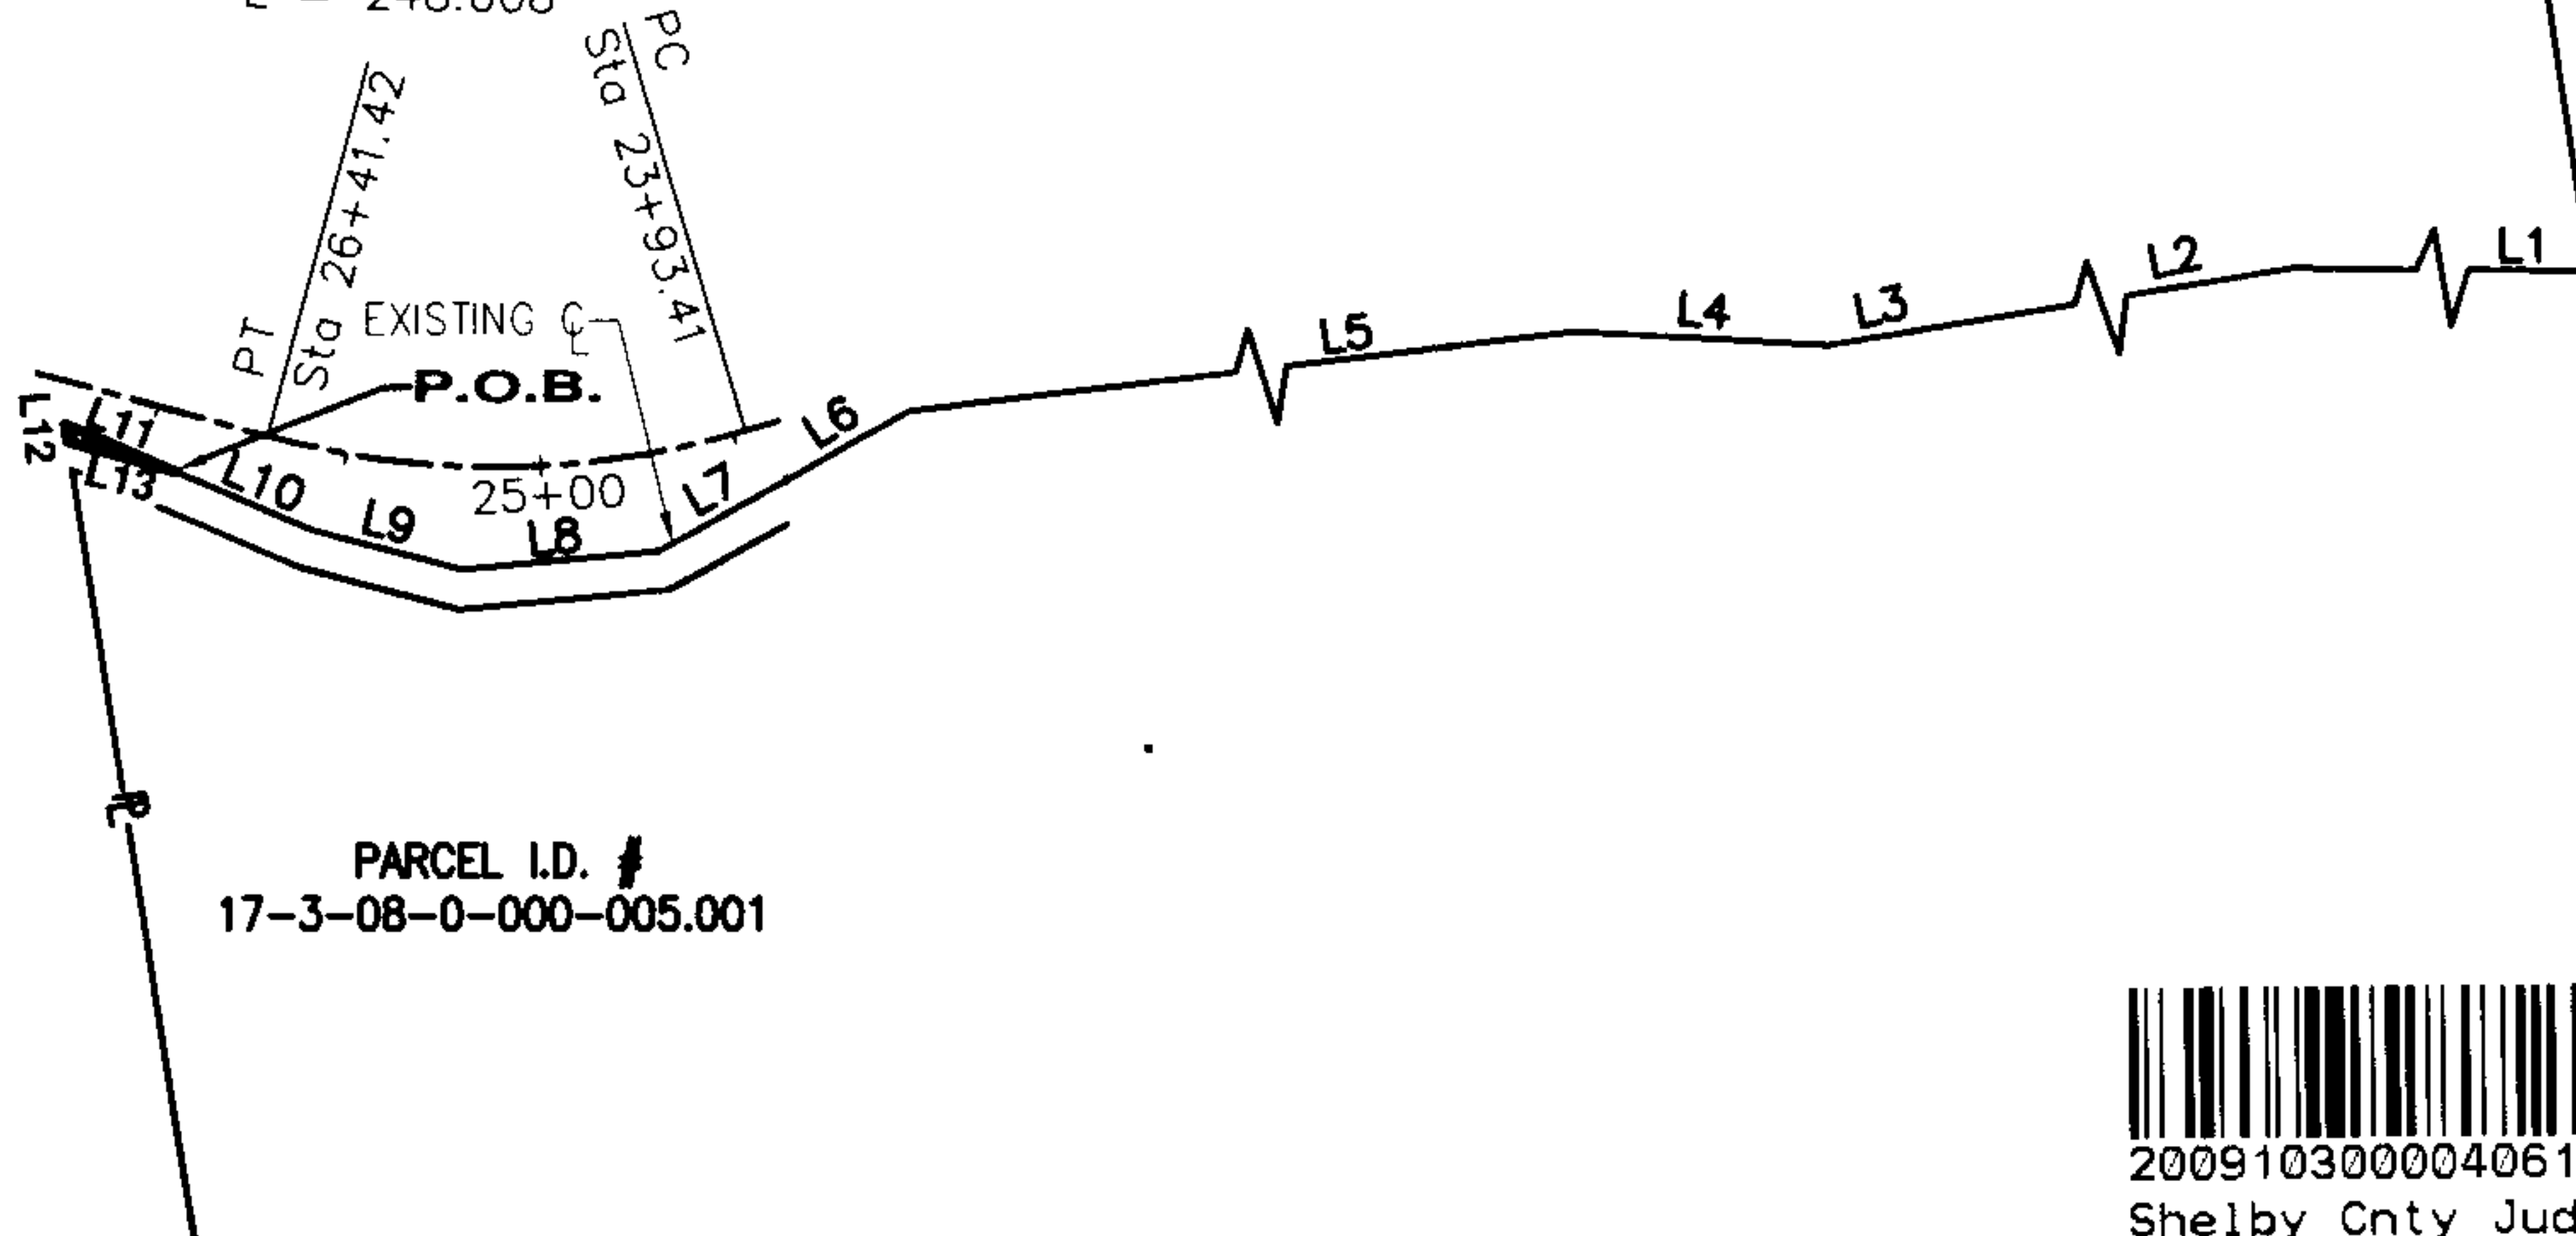 PC
Sta 23+93.41
PT
Sta 26+41.42
EXISTING ℄
P.O.B.
L1
L2
L3
L4
L5
L6
L7
L8
L9
L10
L11
L12
L13
25+00
PARCEL I.D. #
17-3-08-0-000-005.001
200910300004061
Shelby Cnty Jud